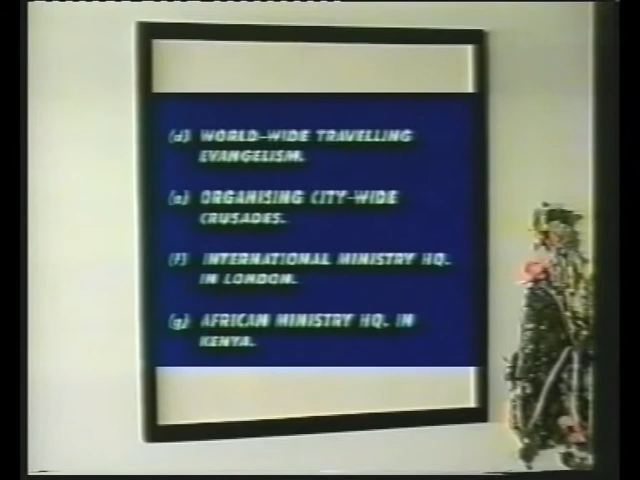 (d) WORLD-WIDE TRAVELLING
EVANGELISM.
(e) ORGANISING CITY-WIDE
CRUSADES.
(f) INTERNATIONAL MINISTRY HQ.
IN LONDON.
(g) AFRICAN MINISTRY HQ. IN
KENYA.